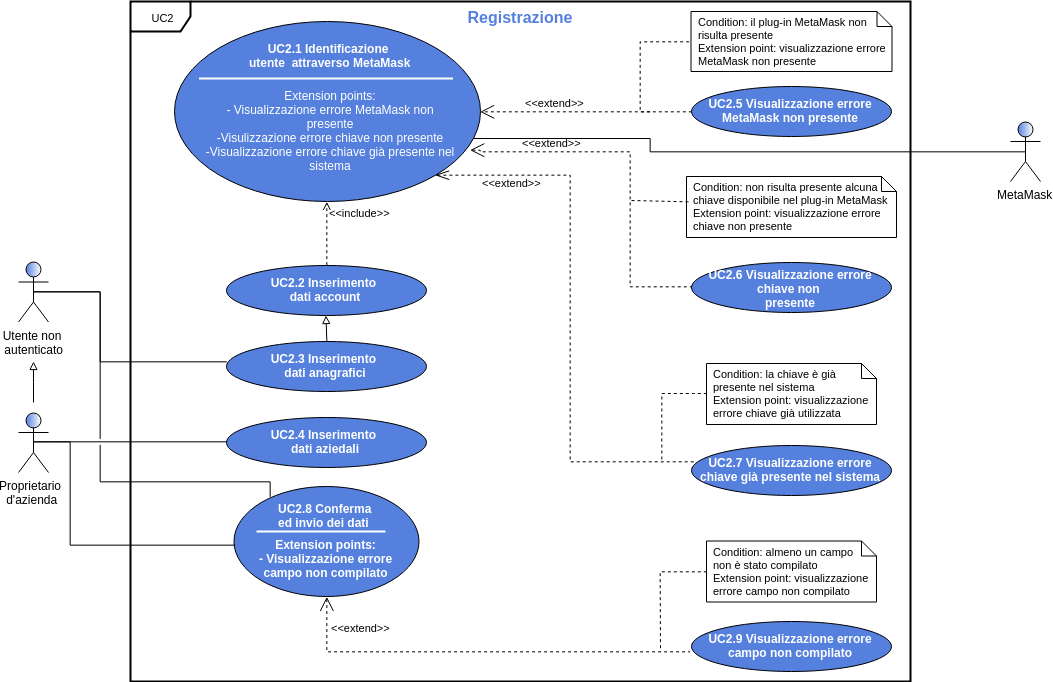 UC2
Registrazione
UC2.1 Identificazione
utente attraverso MetaMask
Extension points:
- Visualizzazione errore MetaMask non
presente
-Visulizzazione errore chiave non presente
-Visualizzazione errore chiave già presente nel
sistema
Condition: il plug-in MetaMask non
risulta presente
Extension point: visualizzazione errore
MetaMask non presente
<<extend>>
UC2.5 Visualizzazione errore
MetaMask non presente
<<extend>>
MetaMask
<<extend>>
Condition: non risulta presente alcuna
chiave disponibile nel plug-in MetaMask
Extension point: visualizzazione errore
chiave non presente
<<include>>
UC2.2 Inserimento
dati account
UC2.6 Visualizzazione errore
chiave non
presente
Utente non
autenticato
UC2.3 Inserimento
dati anagrafici
Condition: la chiave è già
presente nel sistema
Extension point: visualizzazione
errore chiave già utilizzata
UC2.4 Inserimento
dati aziedali
UC2.7 Visualizzazione errore
chiave già presente nel sistema
Proprietario
d'azienda
UC2.8 Conferma
ed invio dei dati
Extension points:
- Visualizzazione errore
campo non compilato
Condition: almeno un campo
non è stato compilato
Extension point: visualizzazione
errore campo non compilato
<<extend>>
UC2.9 Visualizzazione errore
campo non compilato